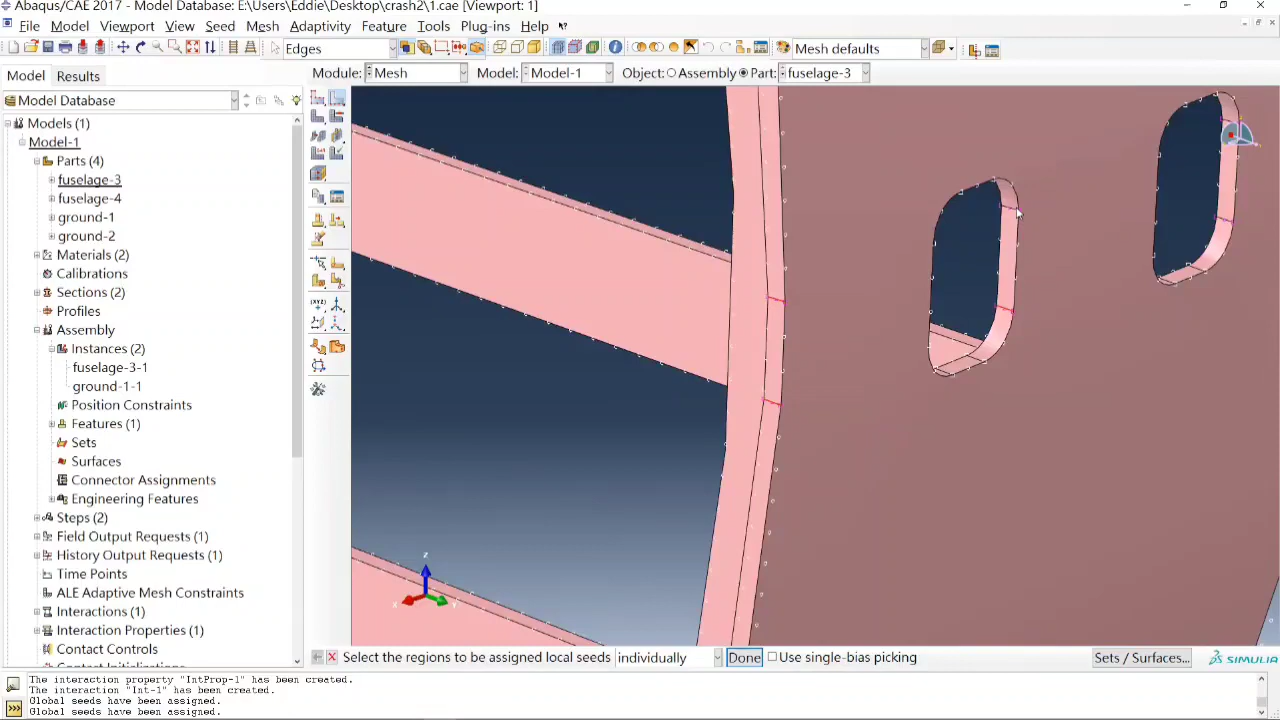 Abaqus/CAE 2017 - Model Database: E:\Users\Eddie\Desktop\crash2\1.cae [Viewport: 1]
File Model Viewport View Seed Mesh Adaptivity Feature Tools Plug-ins Help
Edges Mesh defaults
Model Results Module: Mesh Model: Model-1 Object: Assembly Part: fuselage-3
Model Database
Models (1)
Model-1
Parts (4)
fuselage-3
fuselage-4
ground-1
ground-2
Materials (2)
Calibrations
Sections (2)
Profiles
Assembly
Instances (2)
fuselage-3-1
ground-1-1
Position Constraints
Features (1)
Sets
Surfaces
Connector Assignments
Engineering Features
Steps (2)
Field Output Requests (1)
History Output Requests (1)
Time Points
ALE Adaptive Mesh Constraints
Interactions (1)
Interaction Properties (1)
Contact Controls
Contact Initializations
(XYZ)
Z
X Y
Select the regions to be assigned local seeds individually Done Use single-bias picking Sets / Surfaces... SIMULIA
The interaction property "IntProp-1" has been created.
The interaction "Int-1" has been created.
Global seeds have been assigned.
Global seeds have been assigned.